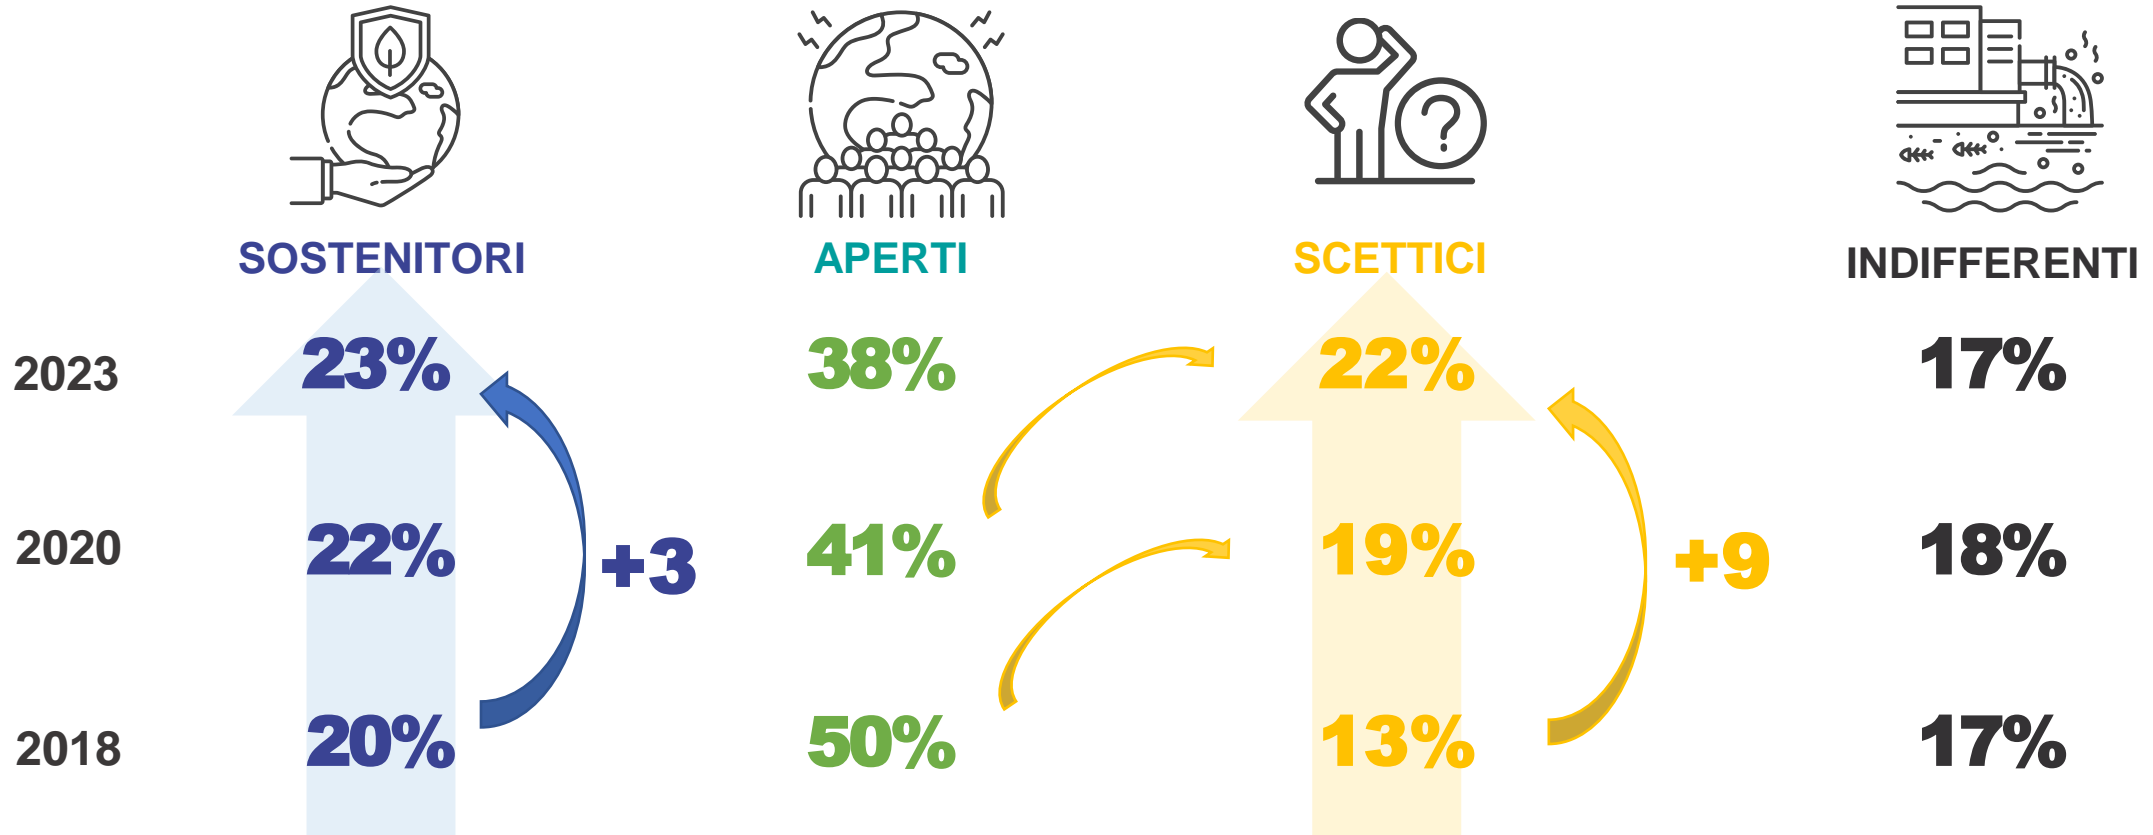 SOSTENITORI APERTI SCETTICI INDIFFERENTI
2023 23% 38% 22% 17%
2020 22% +3 41% 19% +9 18%
2018 20% 50% 13% 17%